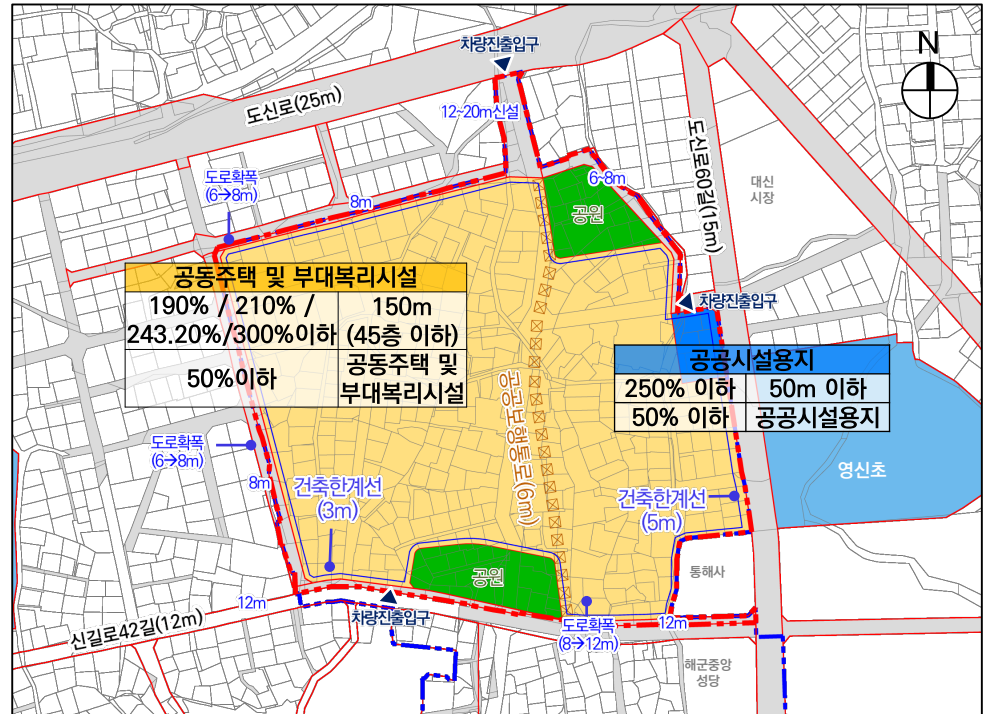 차량진출입구
N
도신로(25m)
12~20m신설
도로확폭
(6→8m)
8m
6~8m
공원
도신로60길(15m)
대신
시장
공동주택 및 부대복리시설
190% / 210% /
243.20%/300%이하
150m
(45층 이하)
50%이하
공동주택 및
부대복리시설
차량진출입구
공공시설용지
250% 이하
50m 이하
50% 이하
공공시설용지
공공보행통로(6m)
도로확폭
(6→8m)
8m
영신초
건축한계선
(3m)
건축한계선
(5m)
공원
통해사
12m
차량진출입구
신길로42길(12m)
도로확폭
(8→12m)
12m
해군중앙
성당